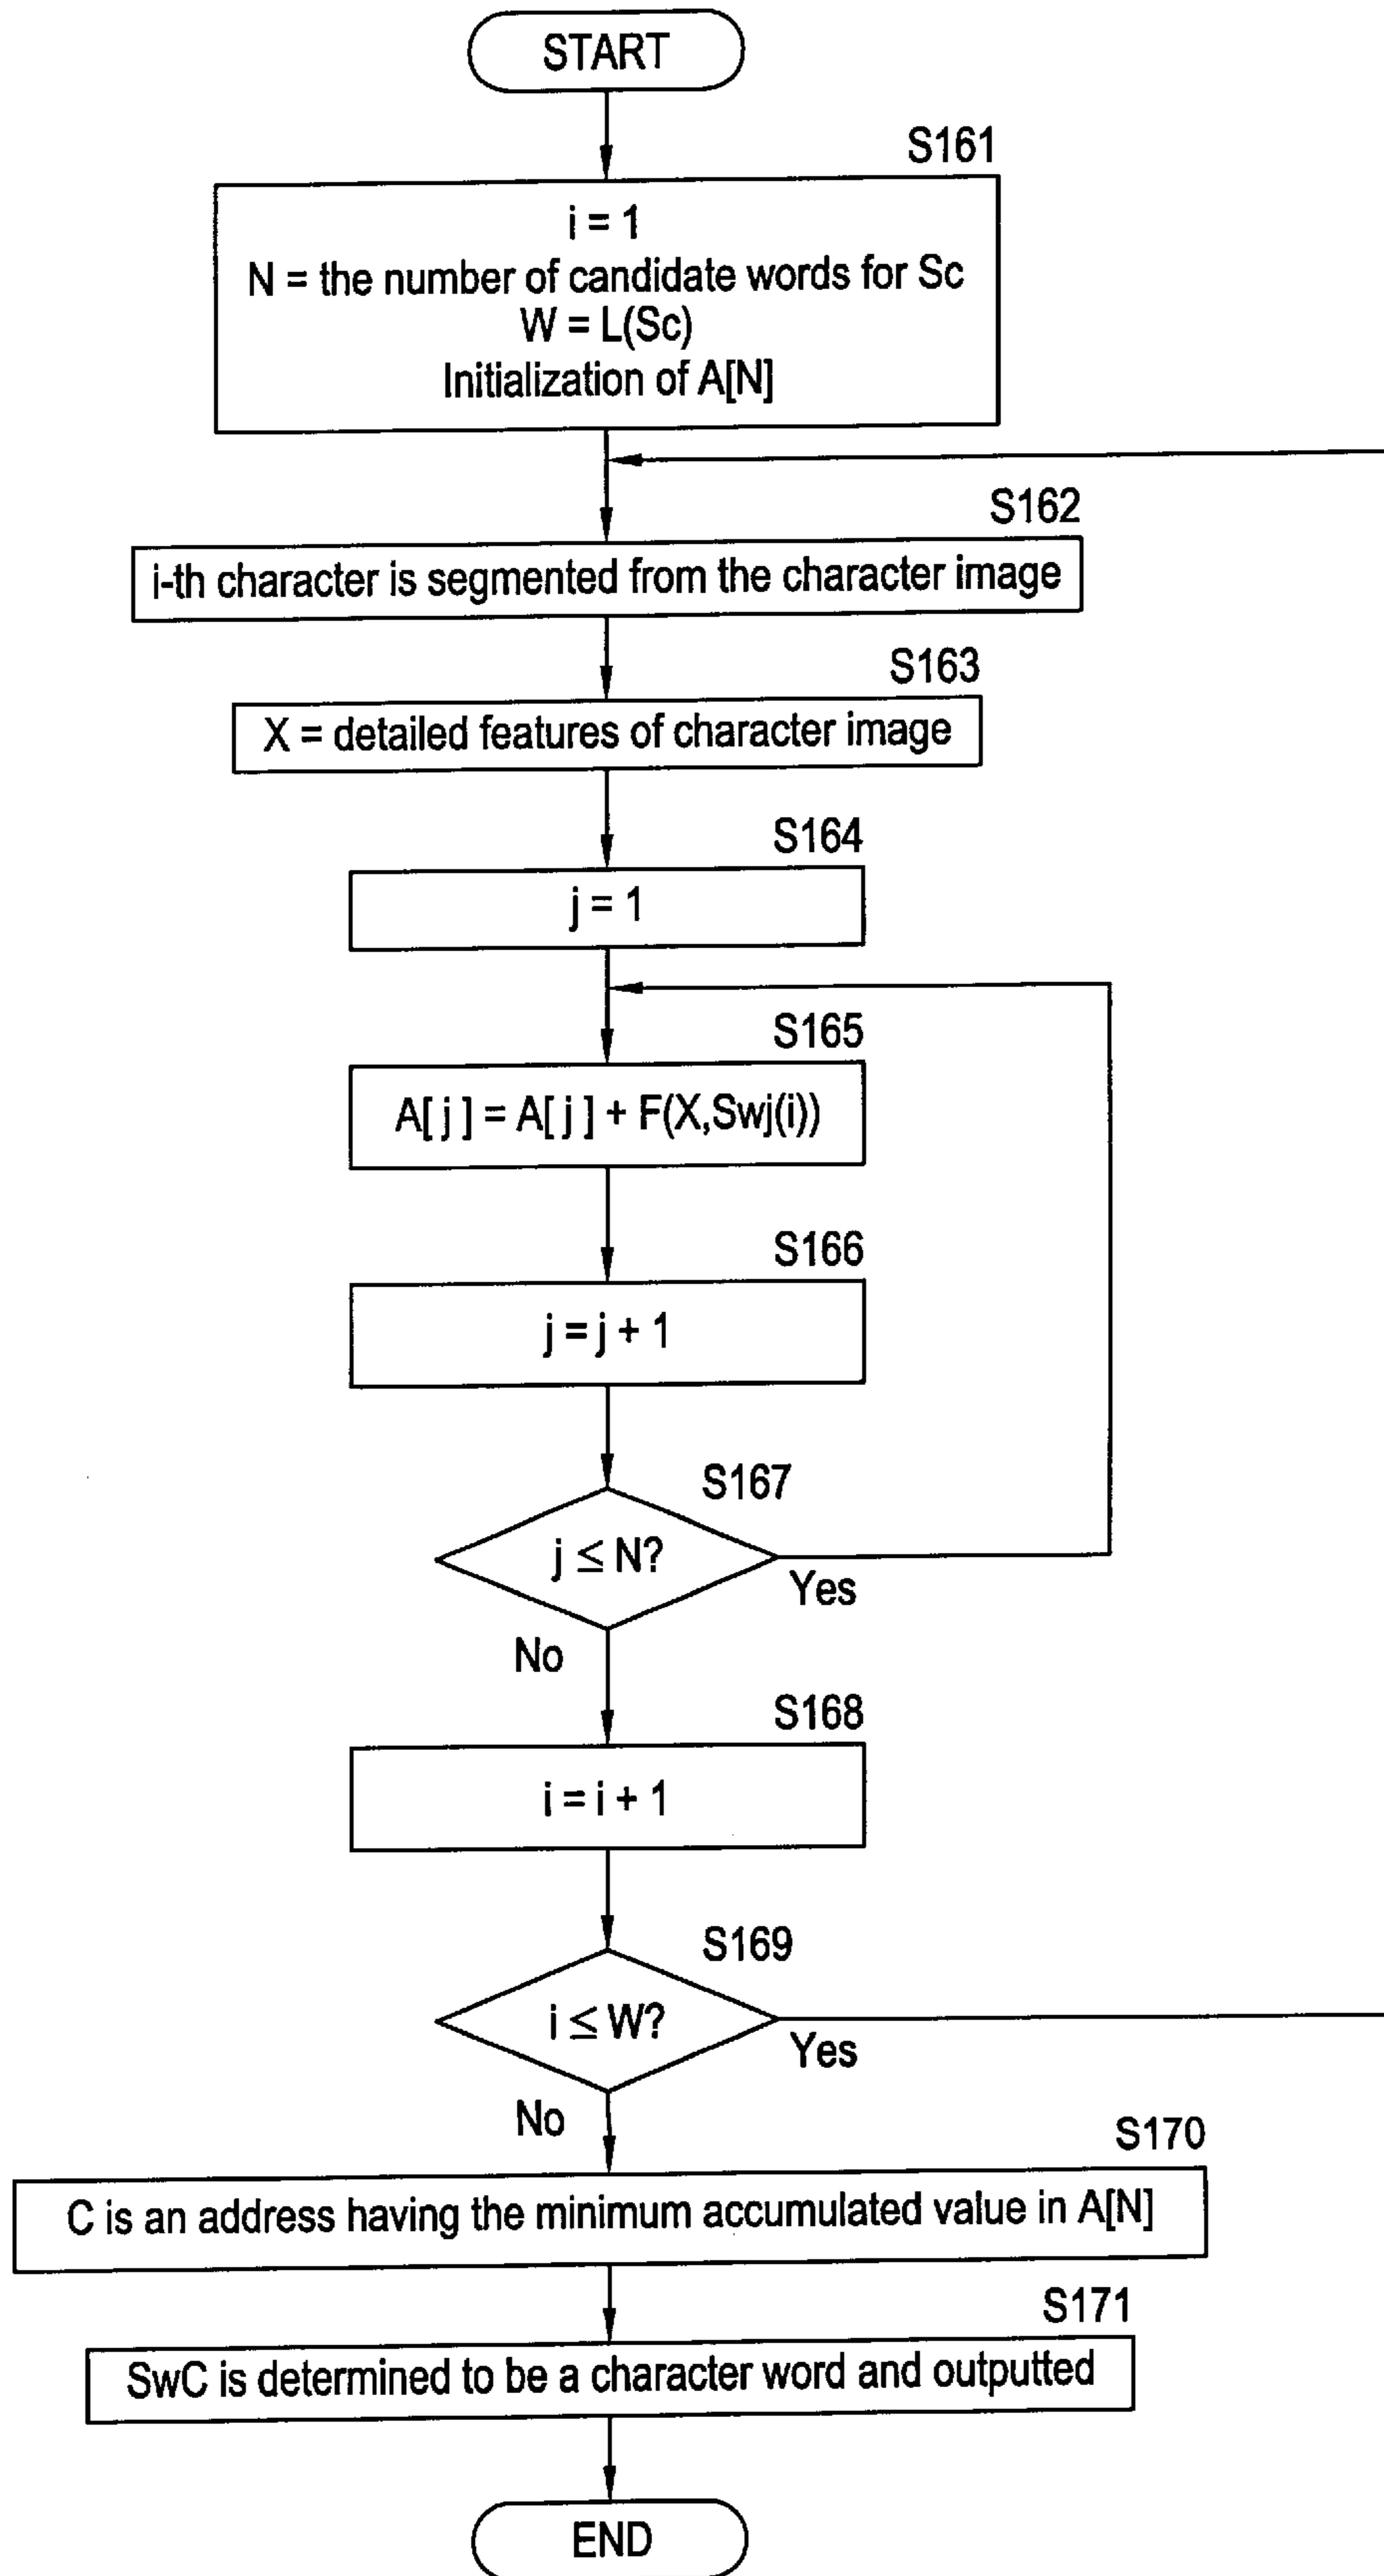 START
S161
i = 1
N = the number of candidate words for Sc
W = L(Sc)
Initialization of A[N]
S162
i-th character is segmented from the character image
S163
X = detailed features of character image
S164
j = 1
S165
A[ j ] = A[ j ] + F(X,Swj(i))
S166
j = j + 1
S167
j ≤ N?
Yes
No
S168
i = i + 1
S169
i ≤ W?
Yes
No
S170
C is an address having the minimum accumulated value in A[N]
S171
SwC is determined to be a character word and outputted
END